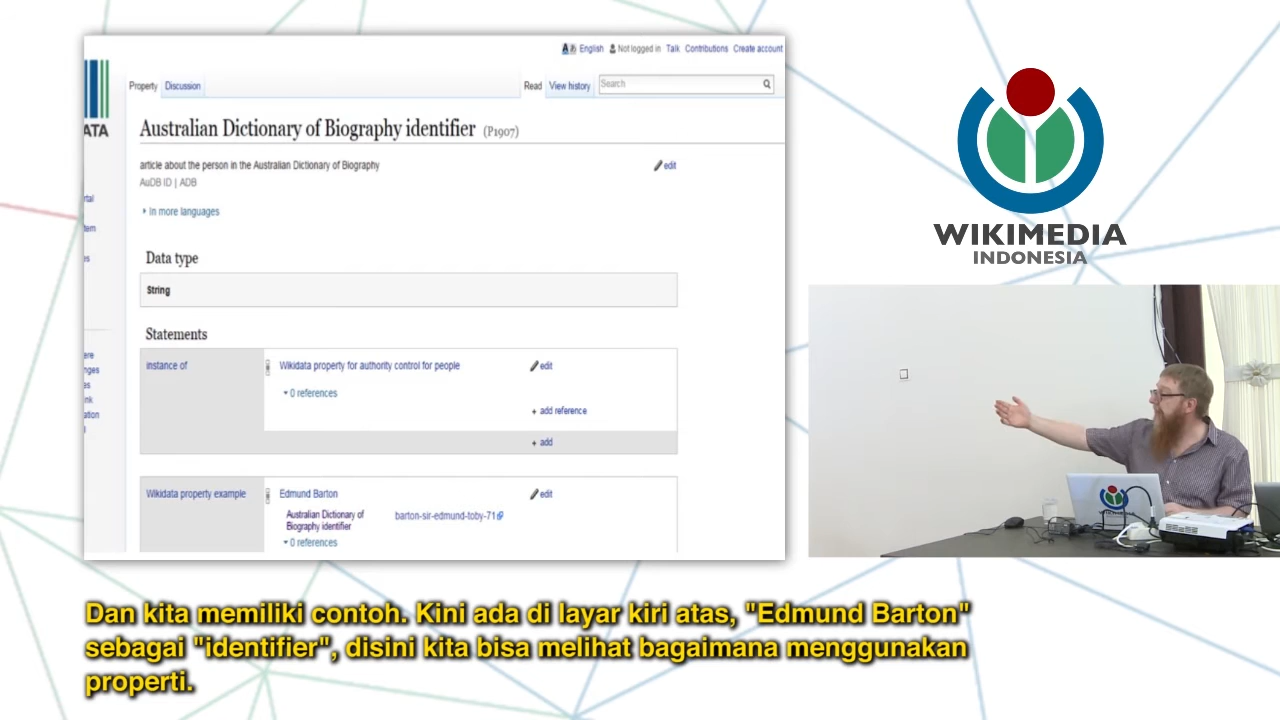 English Not logged in Talk Contributions Create account
Property Discussion Read View history Search
ATA
Australian Dictionary of Biography identifier (P1907)
article about the person in the Australian Dictionary of Biography
edit
AuDB ID | ADB
In more languages
Data type
String
Statements
instance of
Wikidata property for authority control for people
edit
0 references
+ add reference
+ add
Wikidata property example
Edmund Barton
edit
Australian Dictionary of
Biography identifier
barton-sir-edmund-toby-71
0 references
WIKIMEDIA
INDONESIA
Dan kita memiliki contoh. Kini ada di layar kiri atas, "Edmund Barton"
sebagai "identifier", disini kita bisa melihat bagaimana menggunakan
properti.